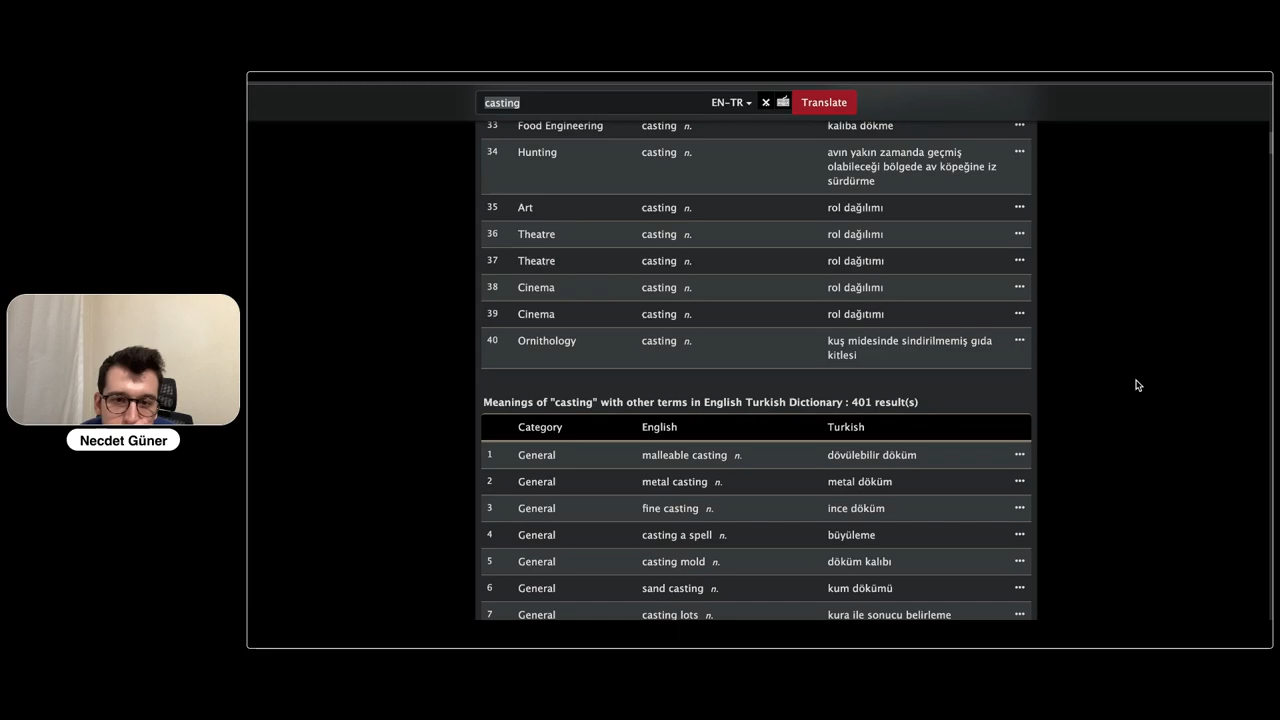 casting EN-TR Translate
33 Food Engineering casting n. kalıba dökme •••
34 Hunting casting n. avın yakın zamanda geçmiş •••
olabileceği bölgede av köpeğine iz
sürdürme
35 Art casting n. rol dağılımı •••
36 Theatre casting n. rol dağılımı •••
37 Theatre casting n. rol dağıtımı •••
38 Cinema casting n. rol dağılımı •••
39 Cinema casting n. rol dağıtımı •••
40 Ornithology casting n. kuş midesinde sindirilmemiş gıda •••
kitlesi
Meanings of "casting" with other terms in English Turkish Dictionary : 401 result(s)
Category English Turkish
1 General malleable casting n. dövülebilir döküm •••
2 General metal casting n. metal döküm •••
3 General fine casting n. ince döküm •••
4 General casting a spell n. büyüleme •••
5 General casting mold n. döküm kalıbı •••
6 General sand casting n. kum dökümü •••
7 General casting lots n. kura ile sonucu belirleme •••
Necdet Güner